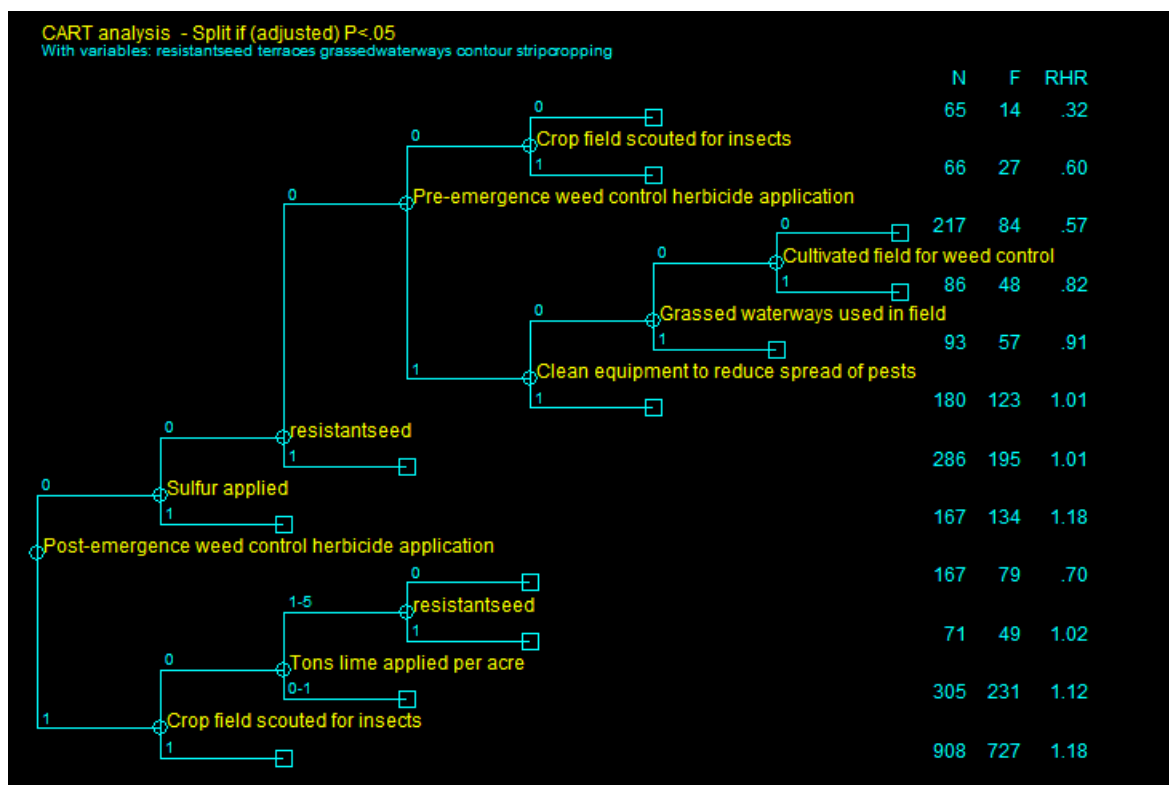 CART analysis - Split if (adjusted) P<.05
With variables: resistantseed terraces grassedwaterways contour stripcropping
N F RHR
0 65 14 .32
0 Crop field scouted for insects
1 66 27 .60
0 Pre-emergence weed control herbicide application
0 217 84 .57
0 Cultivated field for weed control
1 86 48 .82
0 Grassed waterways used in field
1 93 57 .91
1 Clean equipment to reduce spread of pests
1 180 123 1.01
0 resistantseed
1 286 195 1.01
0 Sulfur applied
1 167 134 1.18
Post-emergence weed control herbicide application
0 167 79 .70
1-5 resistantseed
1 71 49 1.02
0 Tons lime applied per acre
0-1 305 231 1.12
1 Crop field scouted for insects
1 908 727 1.18